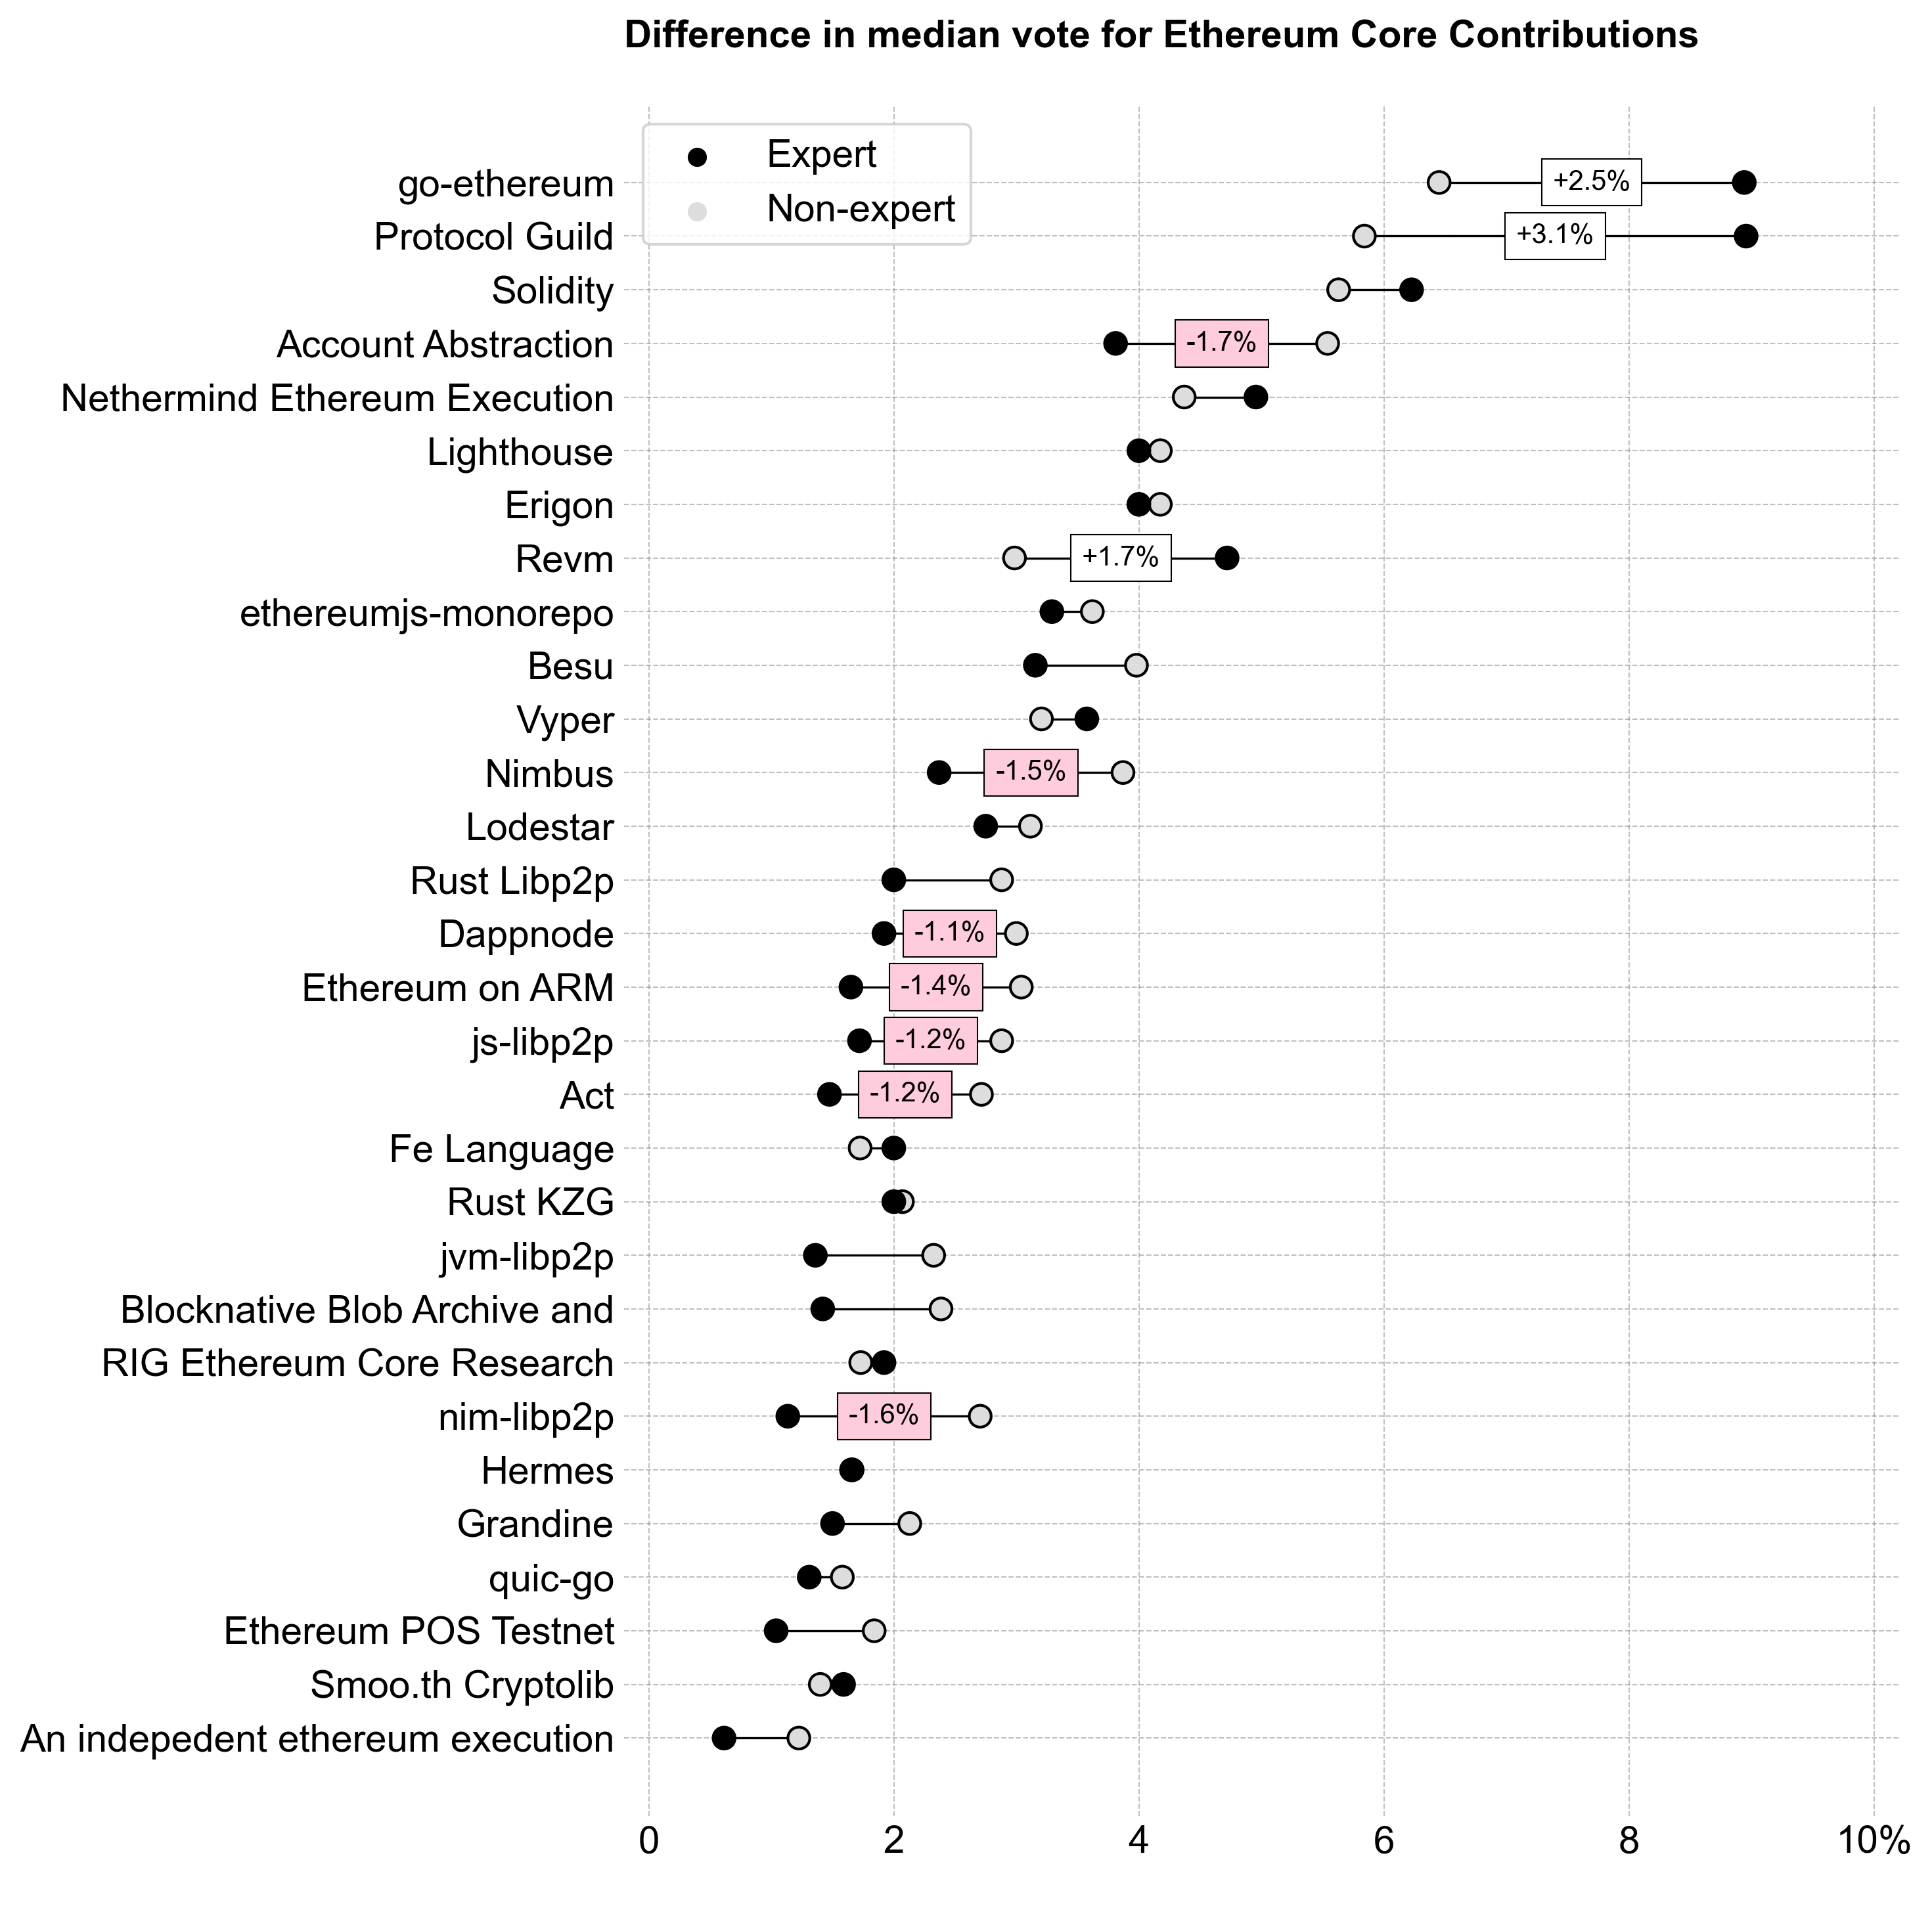 Difference in median vote for Ethereum Core Contributions
Expert
Non-expert
go-ethereum
+2.5%
Protocol Guild
+3.1%
Solidity
Account Abstraction
-1.7%
Nethermind Ethereum Execution
Lighthouse
Erigon
Revm
+1.7%
ethereumjs-monorepo
Besu
Vyper
Nimbus
-1.5%
Lodestar
Rust Libp2p
Dappnode
-1.1%
Ethereum on ARM
-1.4%
js-libp2p
-1.2%
Act
-1.2%
Fe Language
Rust KZG
jvm-libp2p
Blocknative Blob Archive and
RIG Ethereum Core Research
nim-libp2p
-1.6%
Hermes
Grandine
quic-go
Ethereum POS Testnet
Smoo.th Cryptolib
An indepedent ethereum execution
0 2 4 6 8 10%